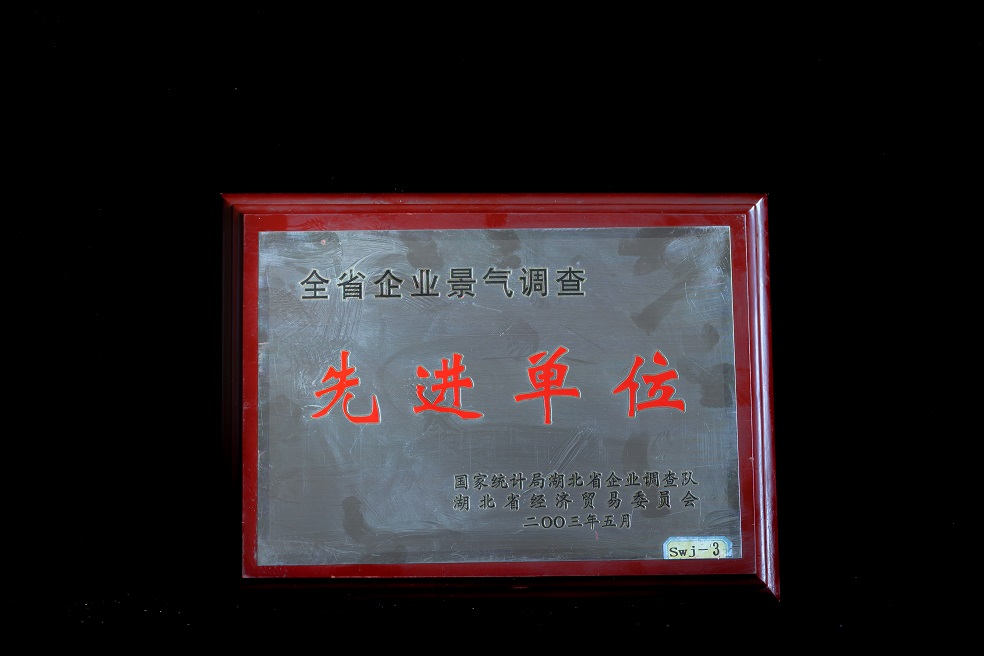 全省企业景气调查
先进单位
国家统计局湖北省企业调查队
湖北省经济贸易委员会
二〇〇三年五月
Swj-3